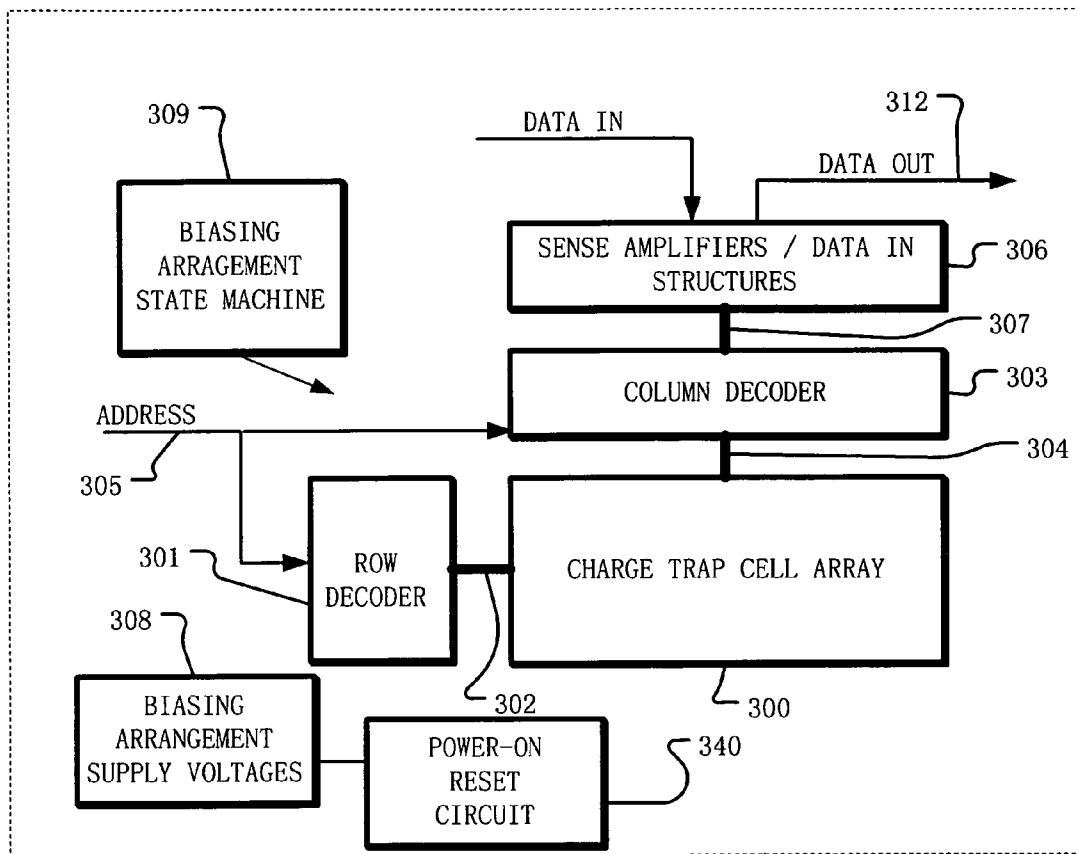 309
DATA IN
312
DATA OUT
BIASING
ARRAGEMENT
STATE MACHINE
SENSE AMPLIFIERS / DATA IN
STRUCTURES
306
307
COLUMN DECODER
303
ADDRESS
304
305
301
ROW
DECODER
CHARGE TRAP CELL ARRAY
308
302
300
BIASING
ARRANGEMENT
SUPPLY VOLTAGES
POWER-ON
RESET
CIRCUIT
340